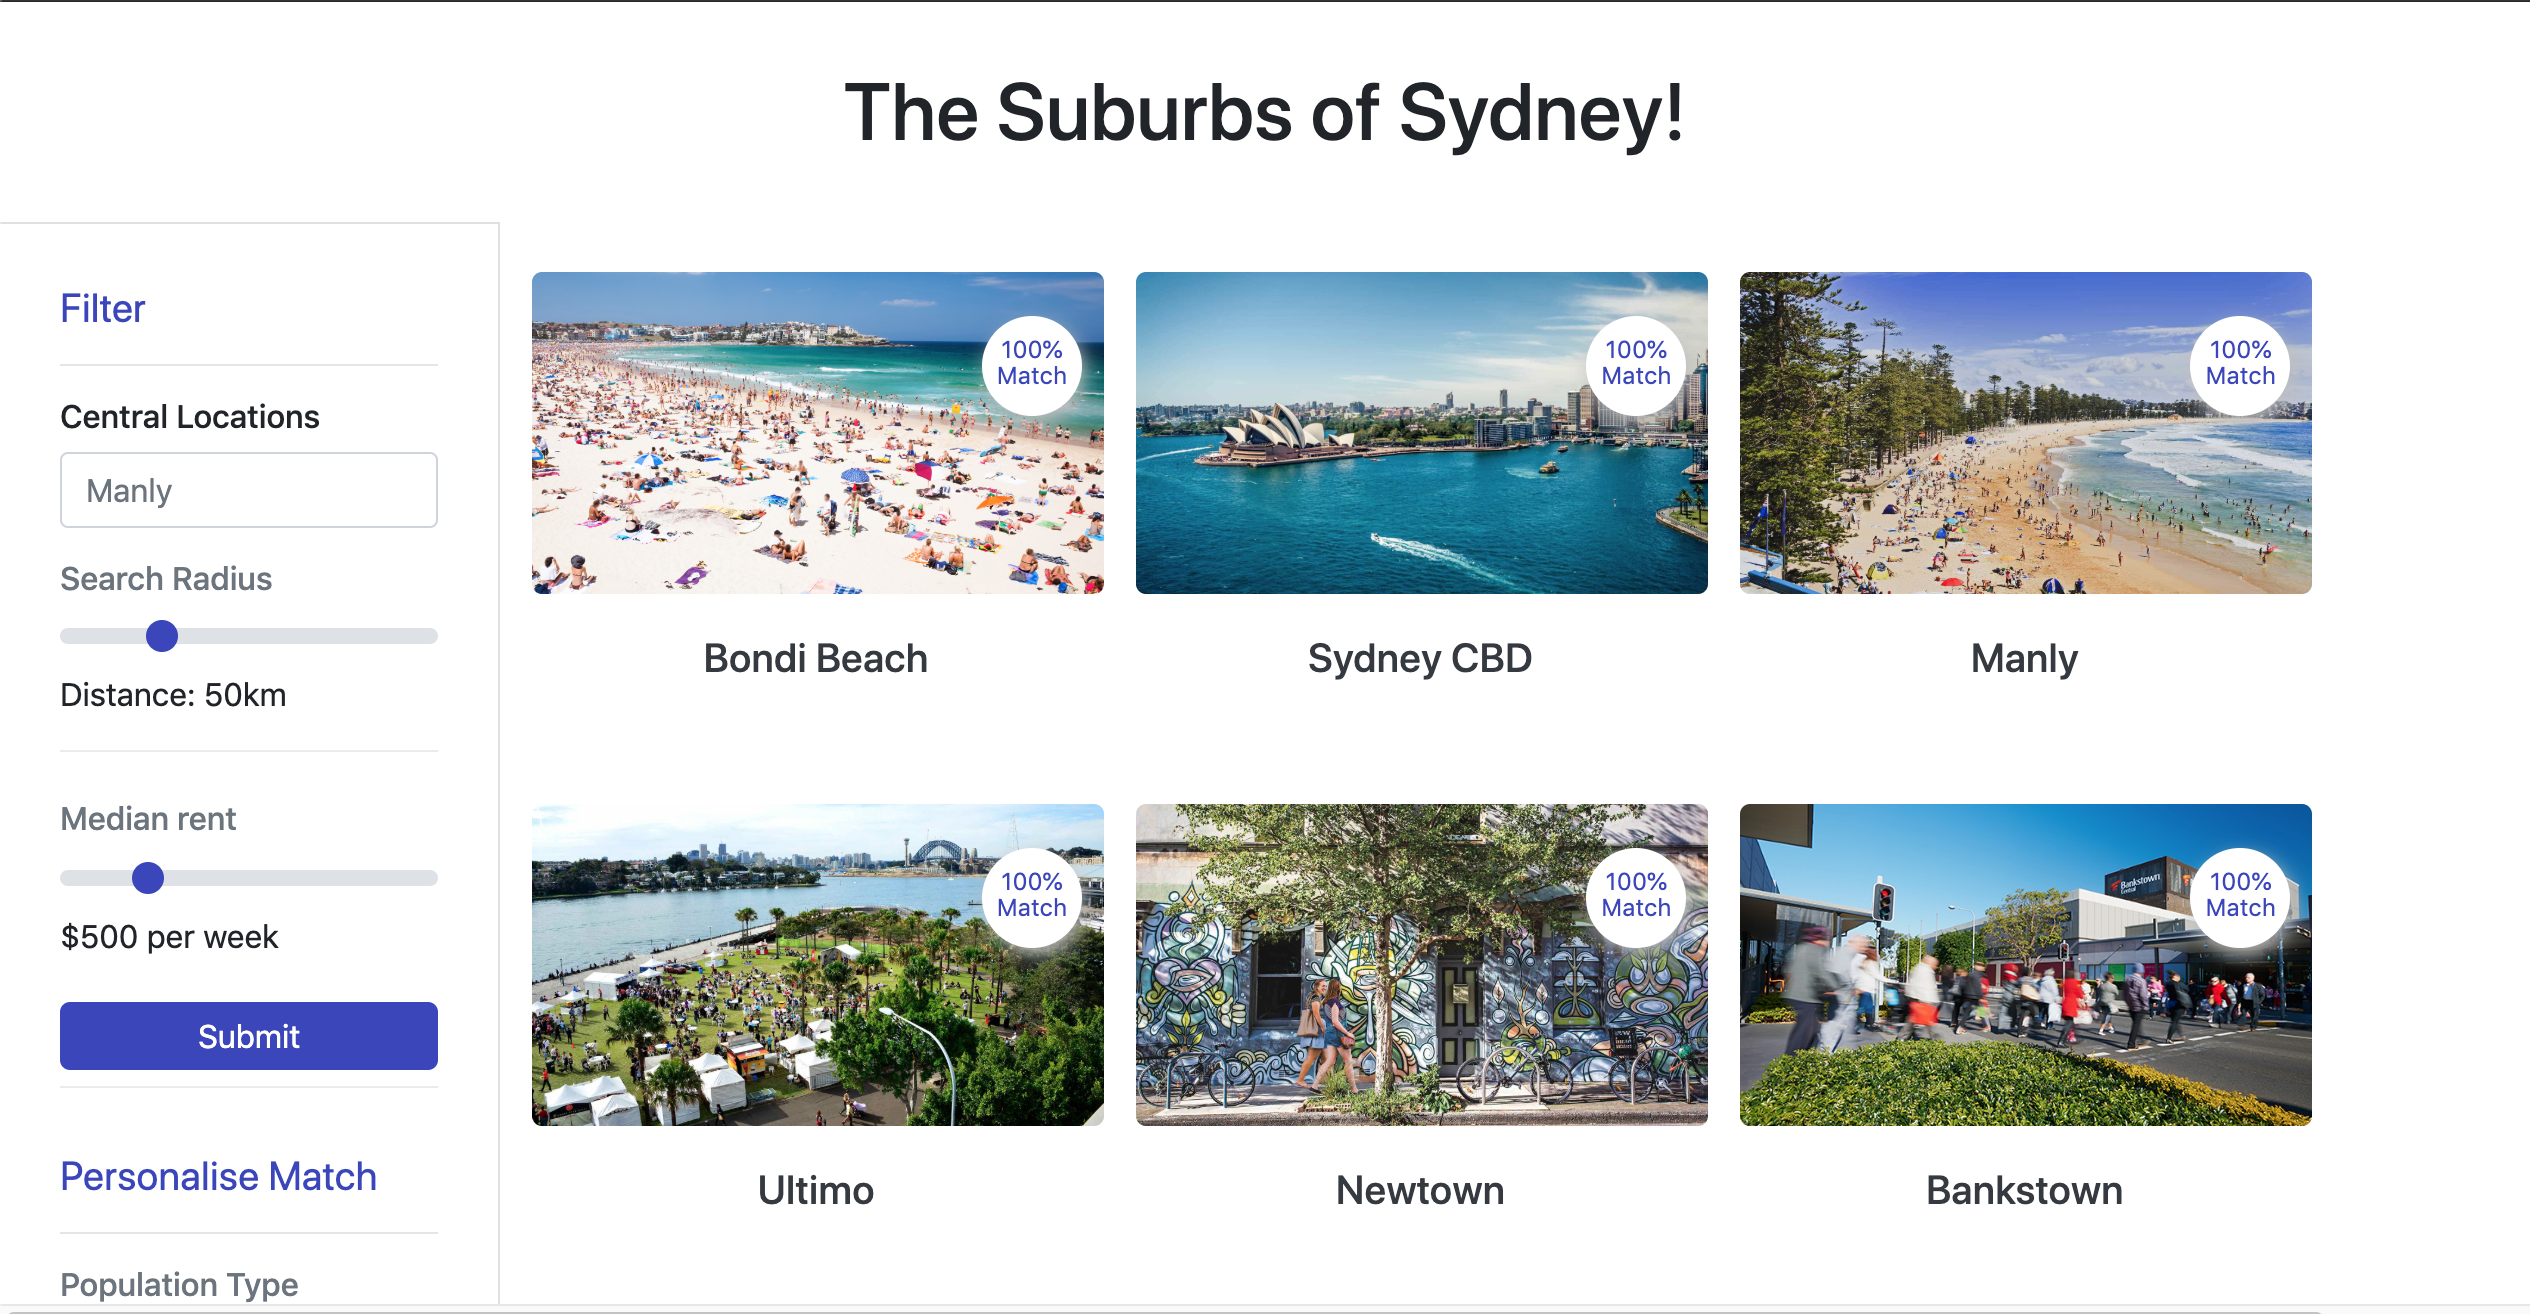 The Suburbs of Sydney!
Filter
Central Locations
Manly
Search Radius
Distance: 50km
Median rent
$500 per week
Submit
Personalise Match
Population Type
100%
Match
Bondi Beach
100%
Match
Sydney CBD
100%
Match
Manly
100%
Match
Ultimo
100%
Match
Newtown
Bankstown
Central
100%
Match
Bankstown